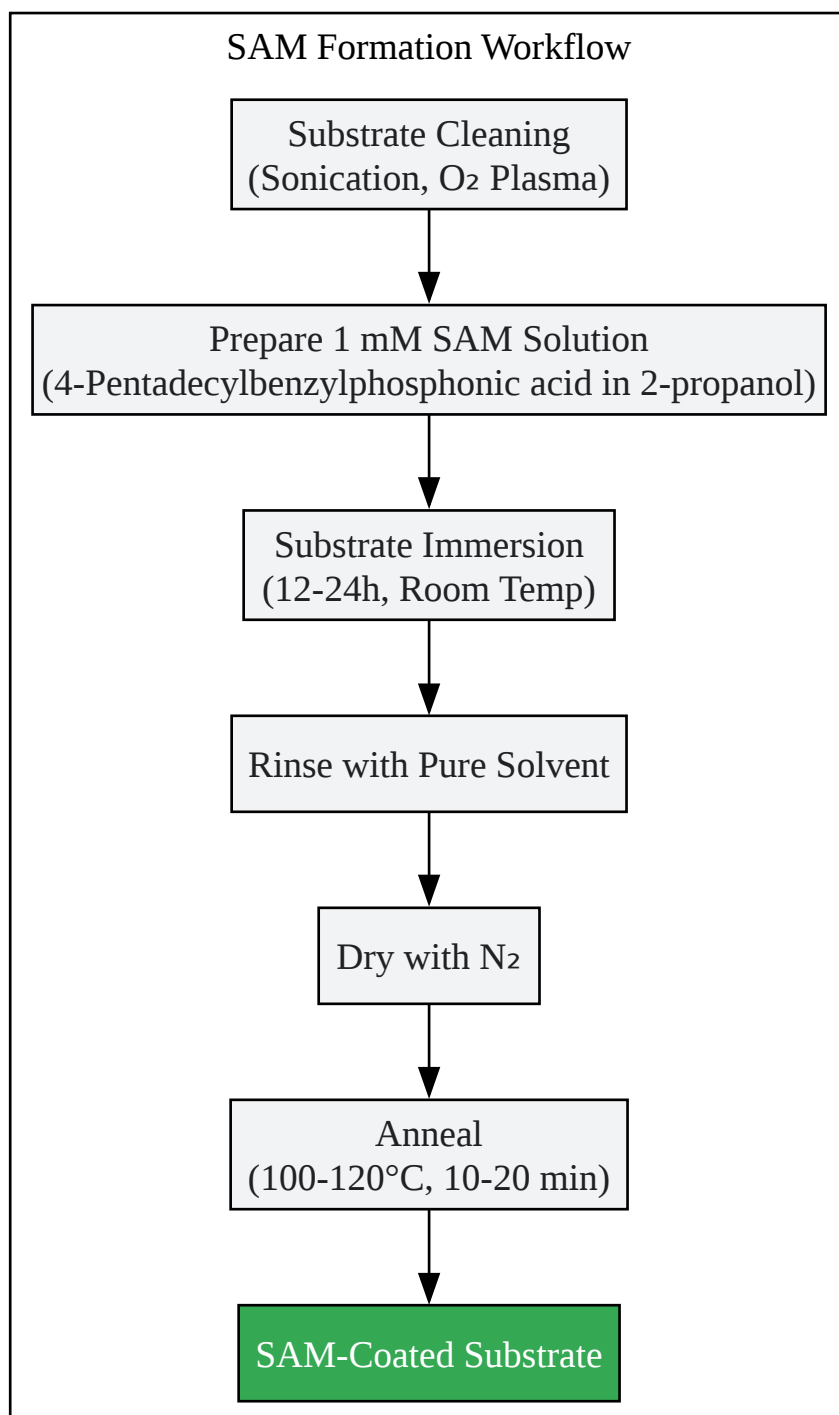 SAM Formation Workflow
Substrate Cleaning
(Sonication, O₂ Plasma)
Prepare 1 mM SAM Solution
(4-Pentadecylbenzylphosphonic acid in 2-propanol)
Substrate Immersion
(12-24h, Room Temp)
Rinse with Pure Solvent
Dry with N₂
Anneal
(100-120°C, 10-20 min)
SAM-Coated Substrate